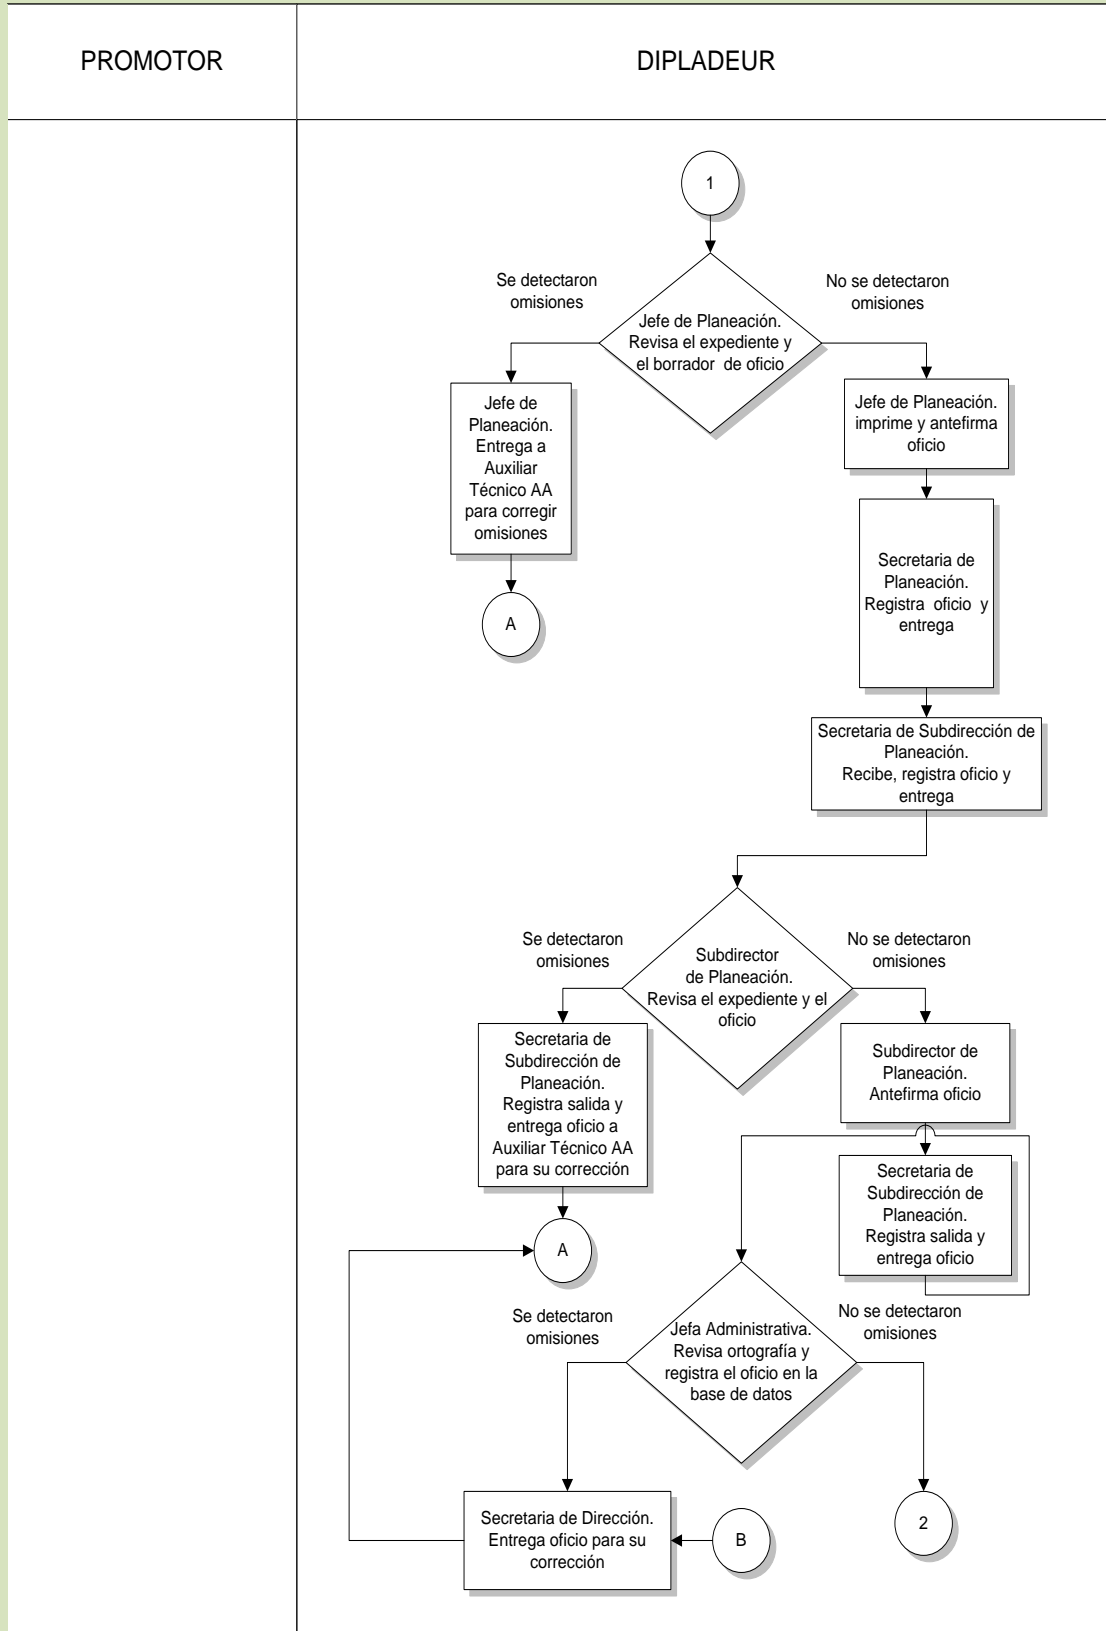 PROMOTOR
DIPLADEUR
1
Se detectaron
omisiones
No se detectaron
omisiones
Jefe de Planeación.
Revisa el expediente y
el borrador de oficio
Jefe de
Planeación.
Entrega a
Auxiliar
Técnico AA
para corregir
omisiones
Jefe de Planeación.
imprime y antefirma
oficio
A
Secretaria de
Planeación.
Registra oficio y
entrega
Secretaria de Subdirección de
Planeación.
Recibe, registra oficio y
entrega
Se detectaron
omisiones
No se detectaron
omisiones
Subdirector
de Planeación.
Revisa el expediente y el
oficio
Secretaria de
Subdirección de
Planeación.
Registra salida y
entrega oficio a
Auxiliar Técnico AA
para su corrección
Subdirector de
Planeación.
Antefirma oficio
Secretaria de
Subdirección de
Planeación.
Registra salida y
entrega oficio
A
Se detectaron
omisiones
No se detectaron
omisiones
Jefa Administrativa.
Revisa ortografía y
registra el oficio en la
base de datos
Secretaria de Dirección.
Entrega oficio para su
corrección
B
2